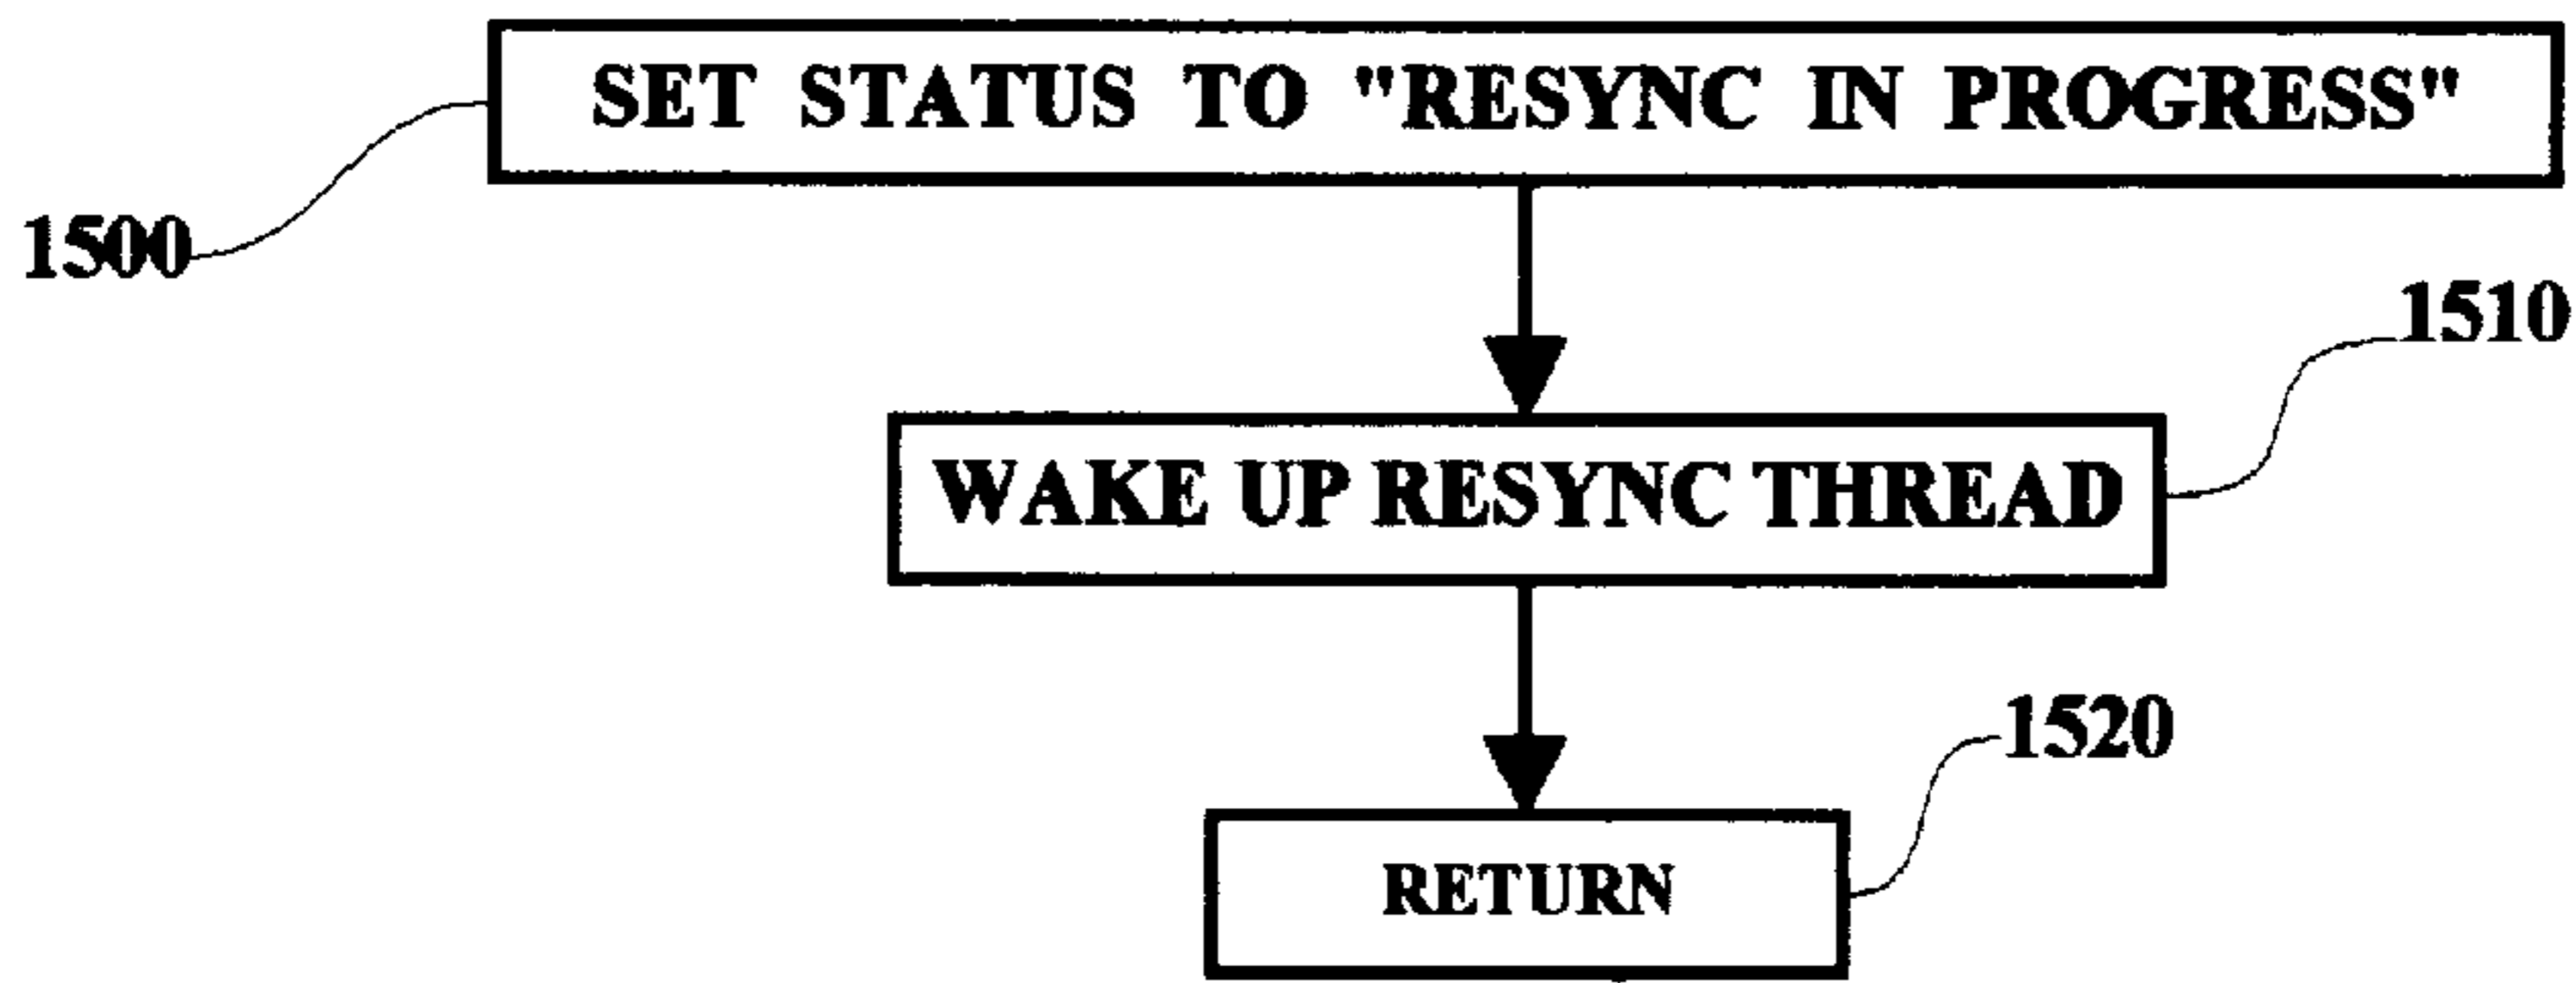 SET STATUS TO "RESYNC IN PROGRESS"
1500
1510
WAKE UP RESYNC THREAD
1520
RETURN